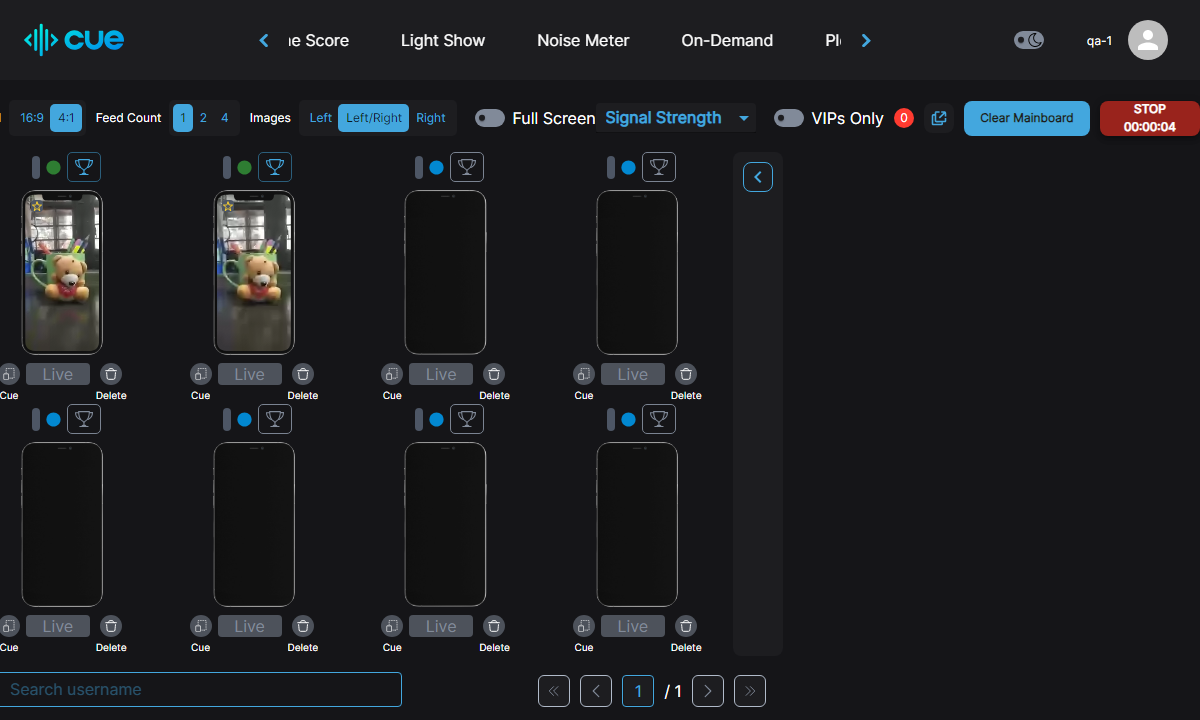 cue
ne Score
Light Show
Noise Meter
On-Demand
qa-1
16:9
4:1
Feed Count
1
2
4
Images
Left
Left/Right
Right
Full Screen
Signal Strength
VIPs Only
0
Clear Mainboard
STOP
00:00:04
Live
Live
Live
Live
Cue
Delete
Cue
Delete
Cue
Delete
Cue
Delete
Live
Live
Live
Live
Cue
Delete
Cue
Delete
Cue
Delete
Cue
Delete
Search username
1
/ 1